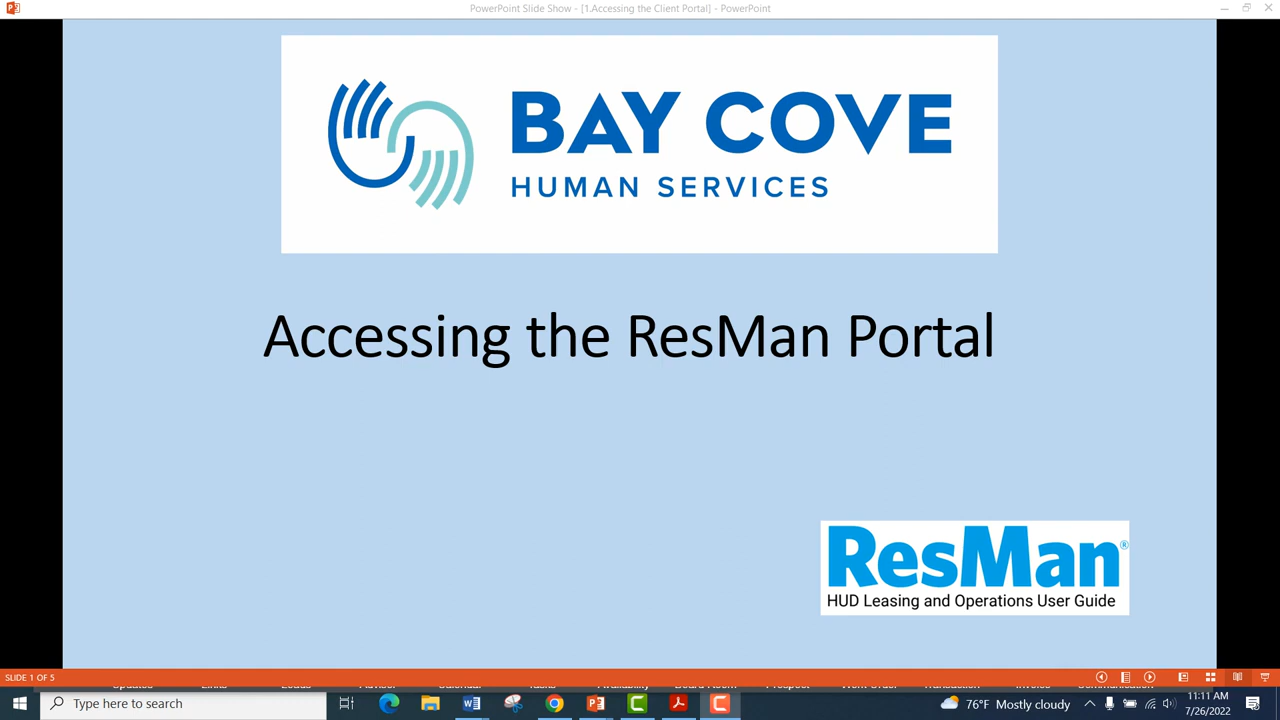 PowerPoint Slide Show - [1.Accessing the Client Portal] - PowerPoint
BAY COVE
HUMAN SERVICES
Accessing the ResMan Portal
ResMan®
HUD Leasing and Operations User Guide
SLIDE 1 OF 5
Type here to search
76°F Mostly cloudy
11:11 AM
7/26/2022